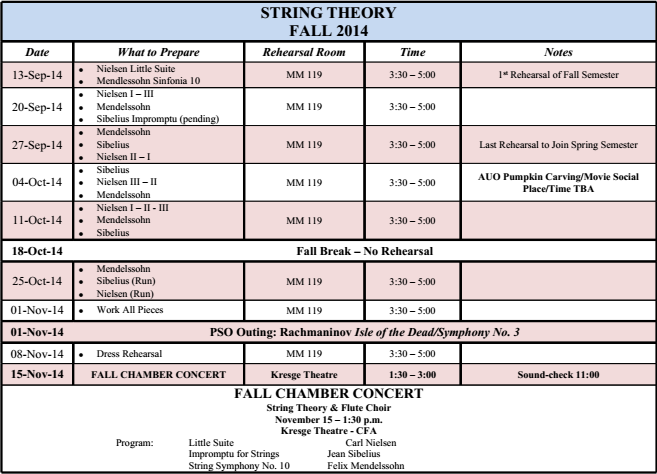 STRING THEORY
FALL 2014
Date What to Prepare Rehearsal Room Time Notes
13-Sep-14 • Nielsen Little Suite MM 119 3:30 – 5:00 1st Rehearsal of Fall Semester
• Mendlessohn Sinfonia 10
20-Sep-14 • Nielsen I – III MM 119 3:30 – 5:00
• Mendelssohn
• Sibelius Impromptu (pending)
27-Sep-14 • Mendelssohn MM 119 3:30 – 5:00 Last Rehearsal to Join Spring Semester
• Sibelius
• Nielsen II – I
04-Oct-14 • Sibelius MM 119 3:30 – 5:00 AUO Pumpkin Carving/Movie Social
• Nielsen III – II Place/Time TBA
• Mendelssohn
11-Oct-14 • Nielsen I – II - III MM 119 3:30 – 5:00
• Mendelssohn
• Sibelius
18-Oct-14 Fall Break – No Rehearsal
25-Oct-14 • Mendelssohn MM 119 3:30 – 5:00
• Sibelius (Run)
• Nielsen (Run)
01-Nov-14 • Work All Pieces MM 119 3:30 – 5:00
01-Nov-14 PSO Outing: Rachmaninov Isle of the Dead/Symphony No. 3
08-Nov-14 • Dress Rehearsal MM 119 3:30 – 5:00
15-Nov-14 FALL CHAMBER CONCERT Kresge Theatre 1:30 – 3:00 Sound-check 11:00
FALL CHAMBER CONCERT
String Theory & Flute Choir
November 15 – 1:30 p.m.
Kresge Theatre - CFA
Program: Little Suite Carl Nielsen
Impromptu for Strings Jean Sibelius
String Symphony No. 10 Felix Mendelssohn